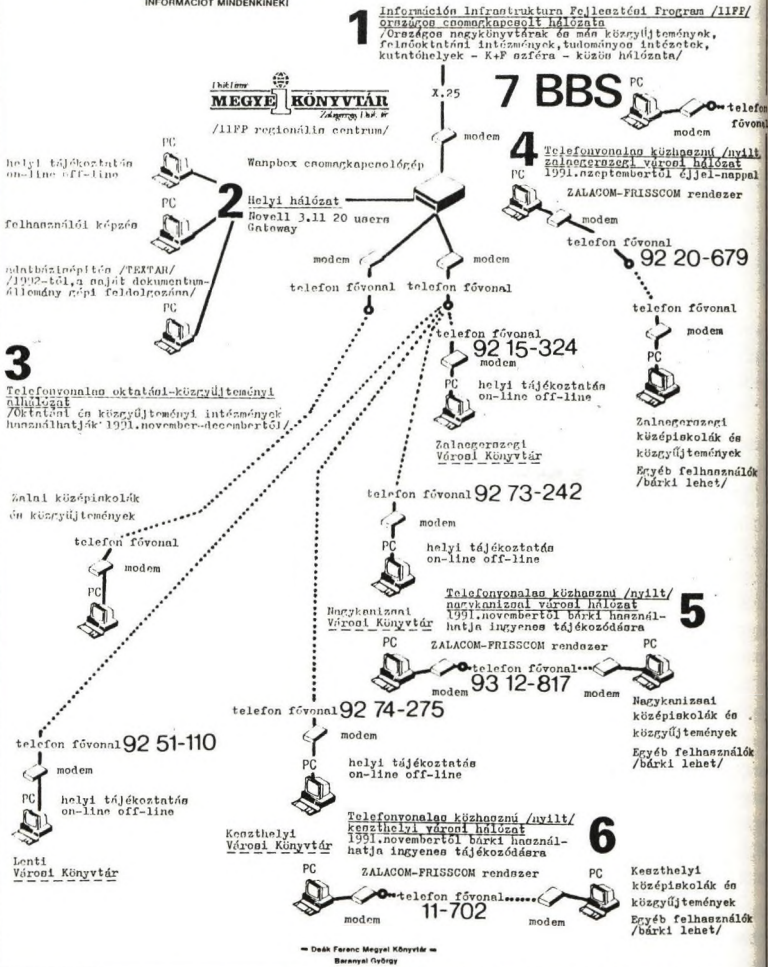 INFORMÁCIÓT MINDENKINEK!
1
Információs Infrastruktura Fejlesztési Program /IIFP/
országos csomagkapcsolt hálózata
/Országos nagykönyvtárak és más közgyűjtemények,
felsőoktatási intézmények,tudományos intézetek,
kutatóhelyek - K+F szféra - közös hálózata/
X.25
modem
MEGYEI KÖNYVTÁR
/IIFP regionális centrum/
7 BBS
PC
modem
telefon
fővonal
Wanpbox csomagkapcsológép
4
Telefonvonalas közhasznú /nyilt/
zalaegerszegi városi hálózat
1991.szeptembertől éjjel-nappal
PC
ZALACOM-FRISSCOM rendszer
modem
telefon fővonal
92 20-679
telefon fővonal
modem
PC
Zalaegerszegi
középiskolák és
közgyűjtemények
Egyéb felhasználók
/bárki lehet/
PC
helyi tájékoztatás
on-line off-line
2
Helyi hálózat
Novell 3.11 20 users
Gateway
PC
felhasználói képzés
adatbázisépités /TEXTAR/
/1992-től,a saját dokumentum-
állomány gépi feldolgozása/
PC
modem
telefon fővonal
modem
telefon fővonal
3
Telefonvonalas oktatási-közgyűjteményi
alhálózat
/Oktatási és közgyűjteményi intézmények
használhatják 1991.november-decembertől/
telefon fővonal
92 15-324
modem
PC
helyi tájékoztatás
on-line off-line
Zalaegerszegi
Városi Könyvtár
Zalai középiskolák
és közgyűjtemények
telefon fővonal
modem
PC
telefon fővonal 92 73-242
modem
PC
helyi tájékoztatás
on-line off-line
Nagykanizsai
Városi Könyvtár
5
Telefonvonalas közhasznú /nyilt/
nagykanizsai városi hálózat
1991.novembertől bárki használ-
hatja ingyenes tájékozódásra
PC
ZALACOM-FRISSCOM rendszer
PC
telefon fővonal
modem
93 12-817
modem
Nagykanizsai
középiskolák és
közgyűjtemények
Egyéb felhasználók
/bárki lehet/
telefon fővonal 92 74-275
modem
PC
helyi tájékoztatás
on-line off-line
Keszthelyi
Városi Könyvtár
telefon fővonal 92 51-110
modem
PC
helyi tájékoztatás
on-line off-line
Lenti
Városi Könyvtár
6
Telefonvonalas közhasznú /nyilt/
keszthelyi városi hálózat
1991.novembertől bárki használ-
hatja ingyenes tájékozódásra
PC
ZALACOM-FRISSCOM rendszer
PC
telefon fővonal
modem
11-702
modem
Keszthelyi
középiskolák és
közgyűjtemények
Egyéb felhasználók
/bárki lehet/
Deák Ferenc Megyei Könyvtár
Baranyai György